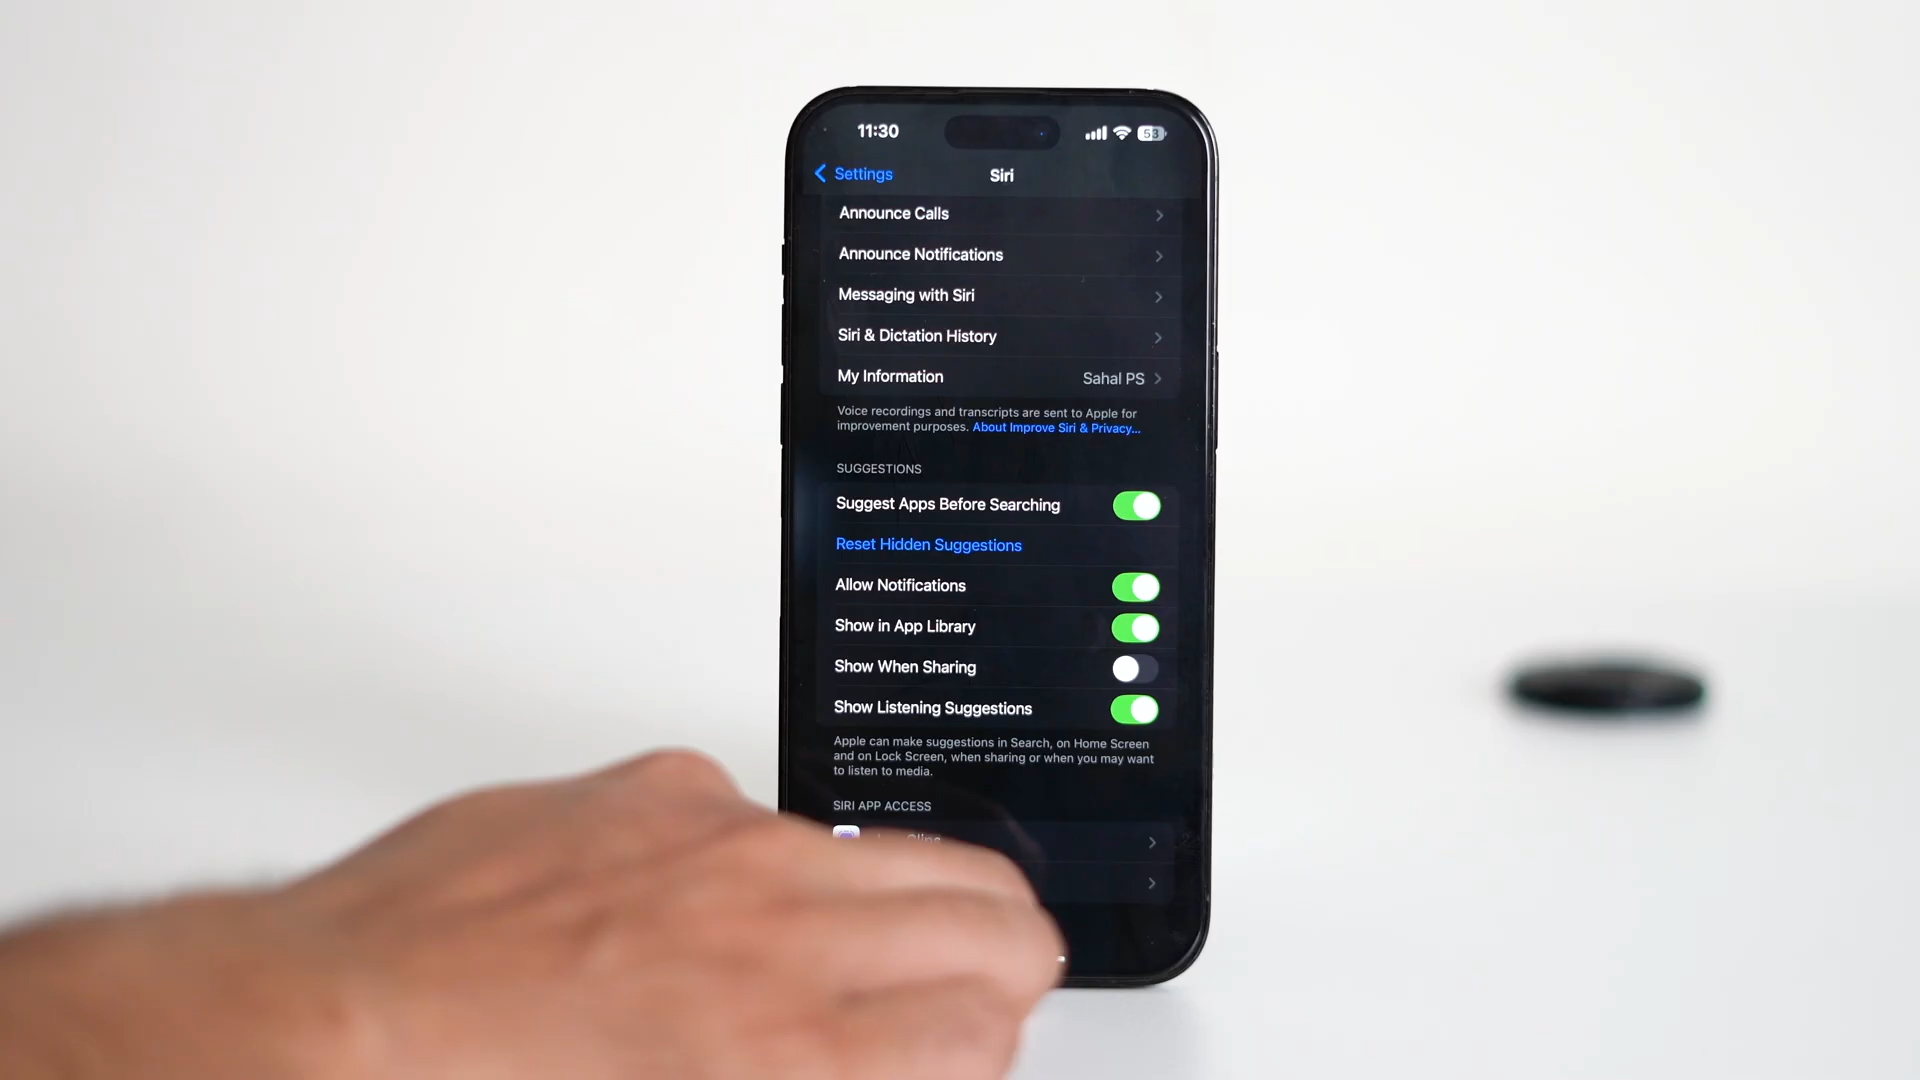 11:30
53
Settings
Siri
Announce Calls
Announce Notifications
Messaging with Siri
Siri & Dictation History
My Information Sahal PS
Voice recordings and transcripts are sent to Apple for
improvement purposes. About Improve Siri & Privacy...
SUGGESTIONS
Suggest Apps Before Searching
Reset Hidden Suggestions
Allow Notifications
Show in App Library
Show When Sharing
Show Listening Suggestions
Apple can make suggestions in Search, on Home Screen
and on Lock Screen, when sharing or when you may want
to listen to media.
SIRI APP ACCESS
Clips